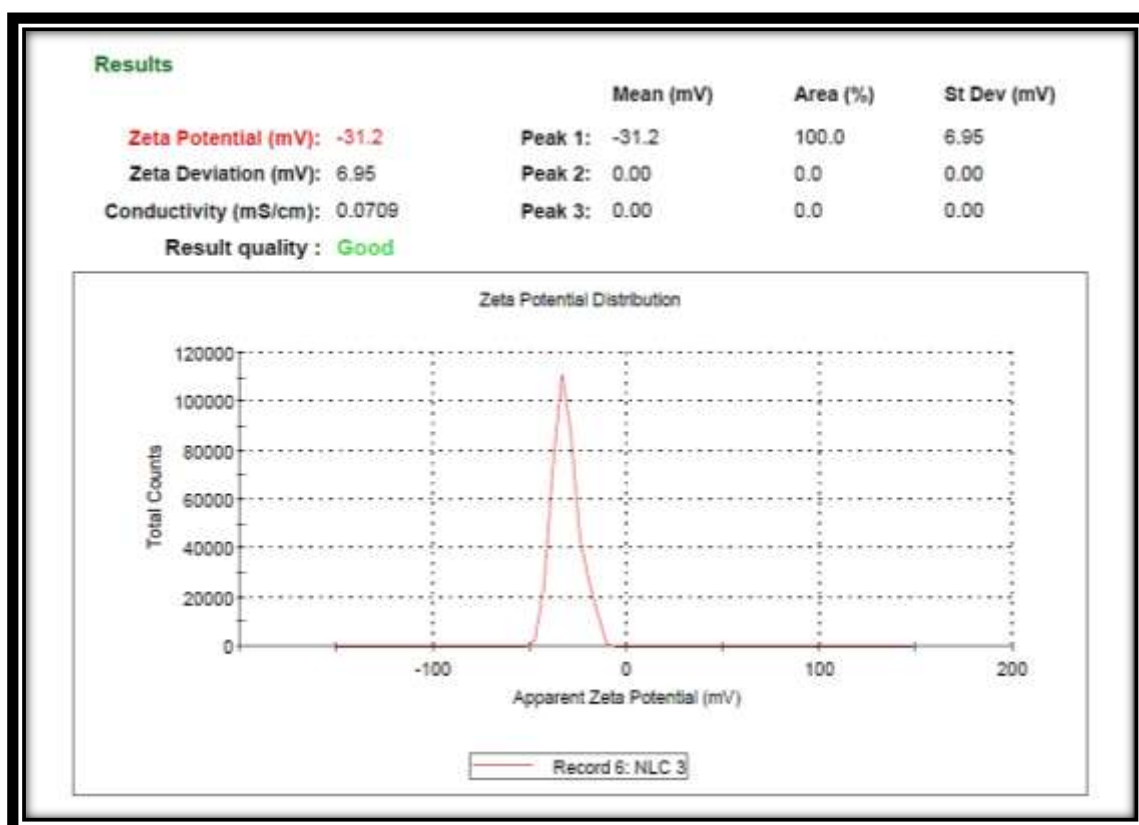 Results
Mean (mV) Area (%) St Dev (mV)
Zeta Potential (mV): -31.2 Peak 1: -31.2 100.0 6.95
Zeta Deviation (mV): 6.95 Peak 2: 0.00 0.0 0.00
Conductivity (mS/cm): 0.0709 Peak 3: 0.00 0.0 0.00
Result quality : Good
Zeta Potential Distribution
120000
100000
80000
60000
40000
20000
0
Total Counts
-100 0 100 200
Apparent Zeta Potential (mV)
Record 6: NLC 3